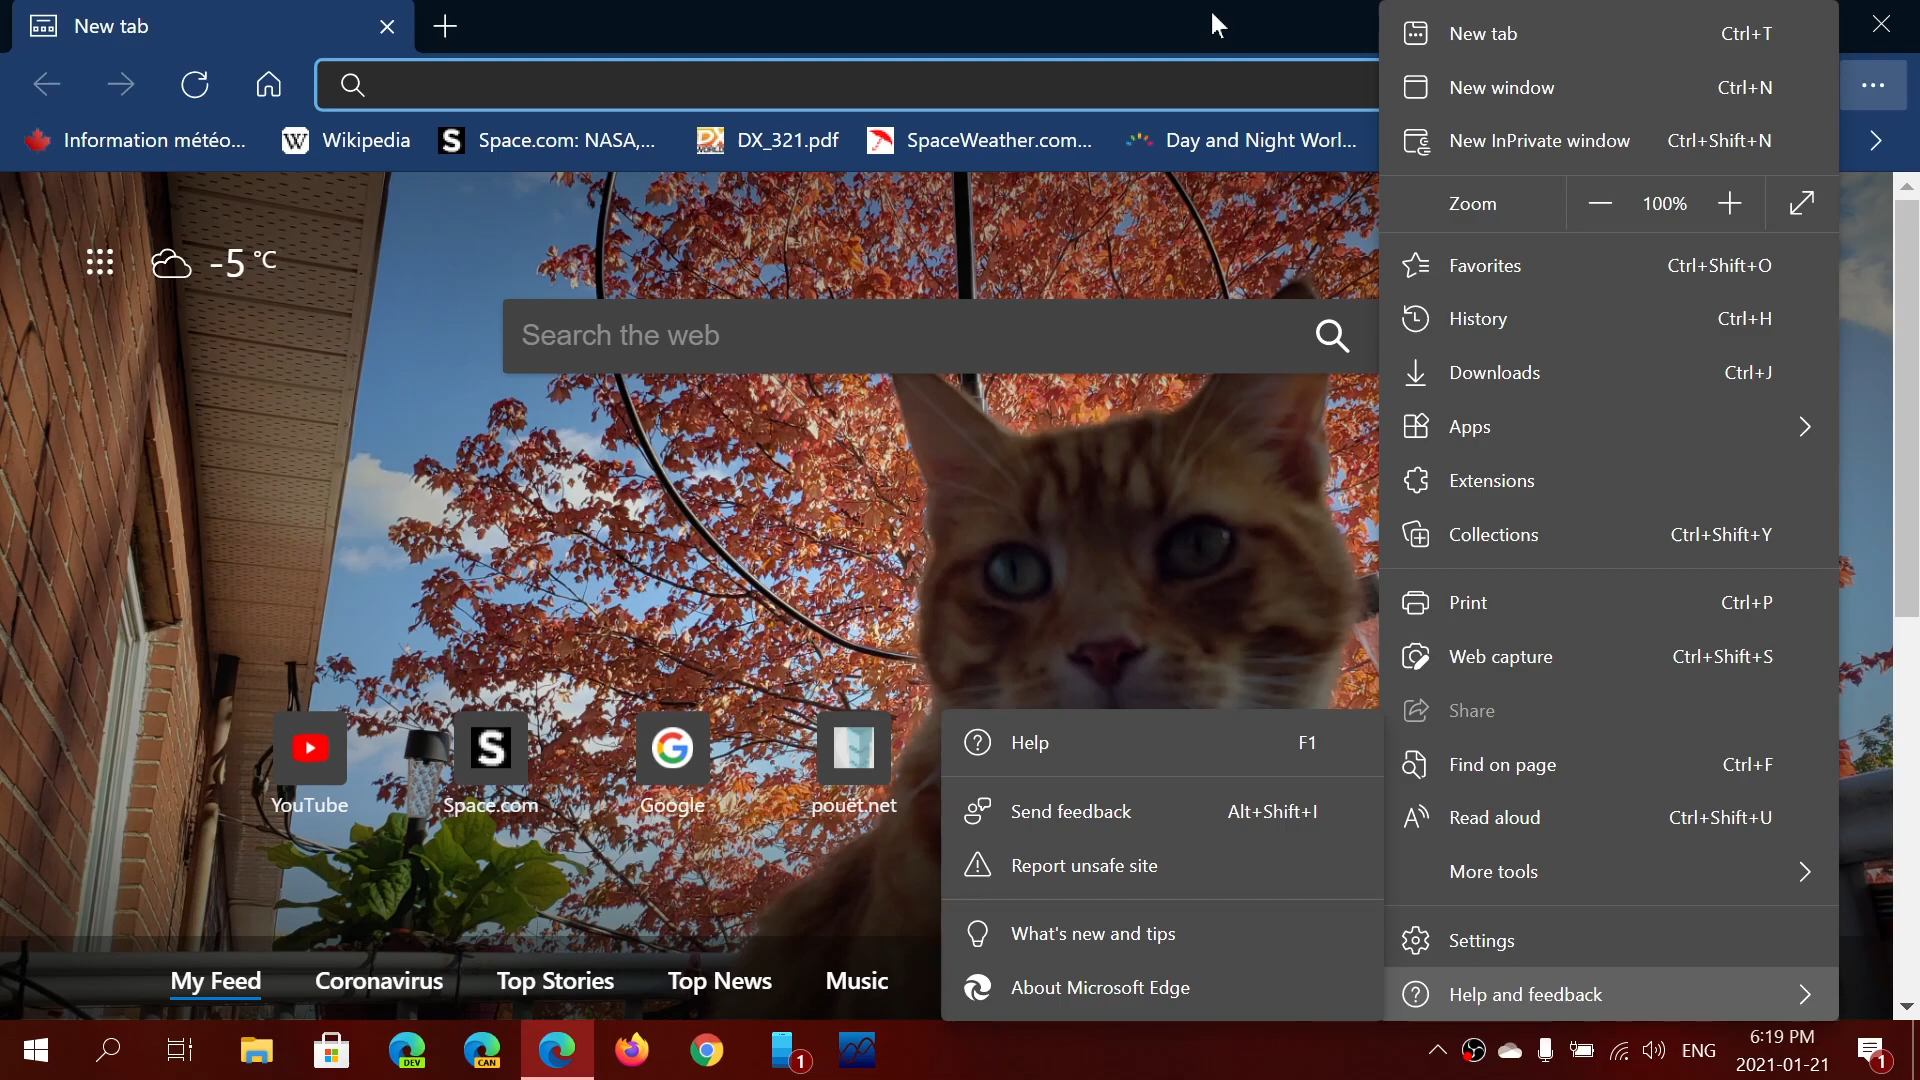 New tab
Information météo...
Wikipedia
S
Space.com: NASA,...
DX_321.pdf
SpaceWeather.com...
Day and Night Worl...
-5 °C
Search the web
YouTube
Space.com
Google
pouët.net
My Feed
Coronavirus
Top Stories
Top News
Music
New tab Ctrl+T
New window Ctrl+N
New InPrivate window Ctrl+Shift+N
Zoom 100%
Favorites Ctrl+Shift+O
History Ctrl+H
Downloads Ctrl+J
Apps
Extensions
Collections Ctrl+Shift+Y
Print Ctrl+P
Web capture Ctrl+Shift+S
Share
Find on page Ctrl+F
Read aloud Ctrl+Shift+U
More tools
Settings
Help and feedback
Help F1
Send feedback Alt+Shift+I
Report unsafe site
What's new and tips
About Microsoft Edge
DEV
CAN
1
ENG
6:19 PM
2021-01-21
1